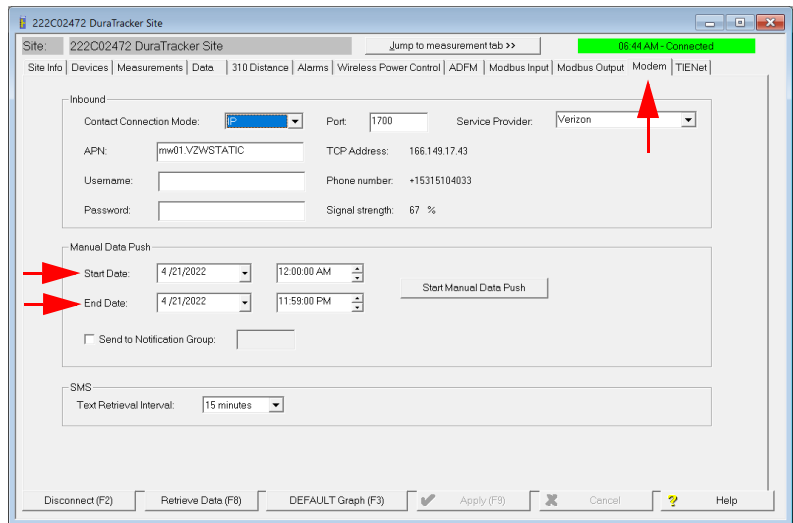 222C02472 DuraTracker Site
Site: 222C02472 DuraTracker Site Jump to measurement tab >> 06:44 AM - Connected
Site Info Devices Measurements Data 310 Distance Alarms Wireless Power Control ADFM Modbus Input Modbus Output Modem TIENet
Inbound
Contact Connection Mode: IP Port: 1700 Service Provider: Verizon
APN: mw01.VZWSTATIC TCP Address: 166.149.17.43
Username: Phone number: +15315104033
Password: Signal strength: 67 %
Manual Data Push
Start Date: 4 /21/2022 12:00:00 AM
Start Manual Data Push
End Date: 4 /21/2022 11:59:00 PM
Send to Notification Group:
SMS
Text Retrieval Interval: 15 minutes
Disconnect (F2) Retrieve Data (F8) DEFAULT Graph (F3) Apply (F9) Cancel Help